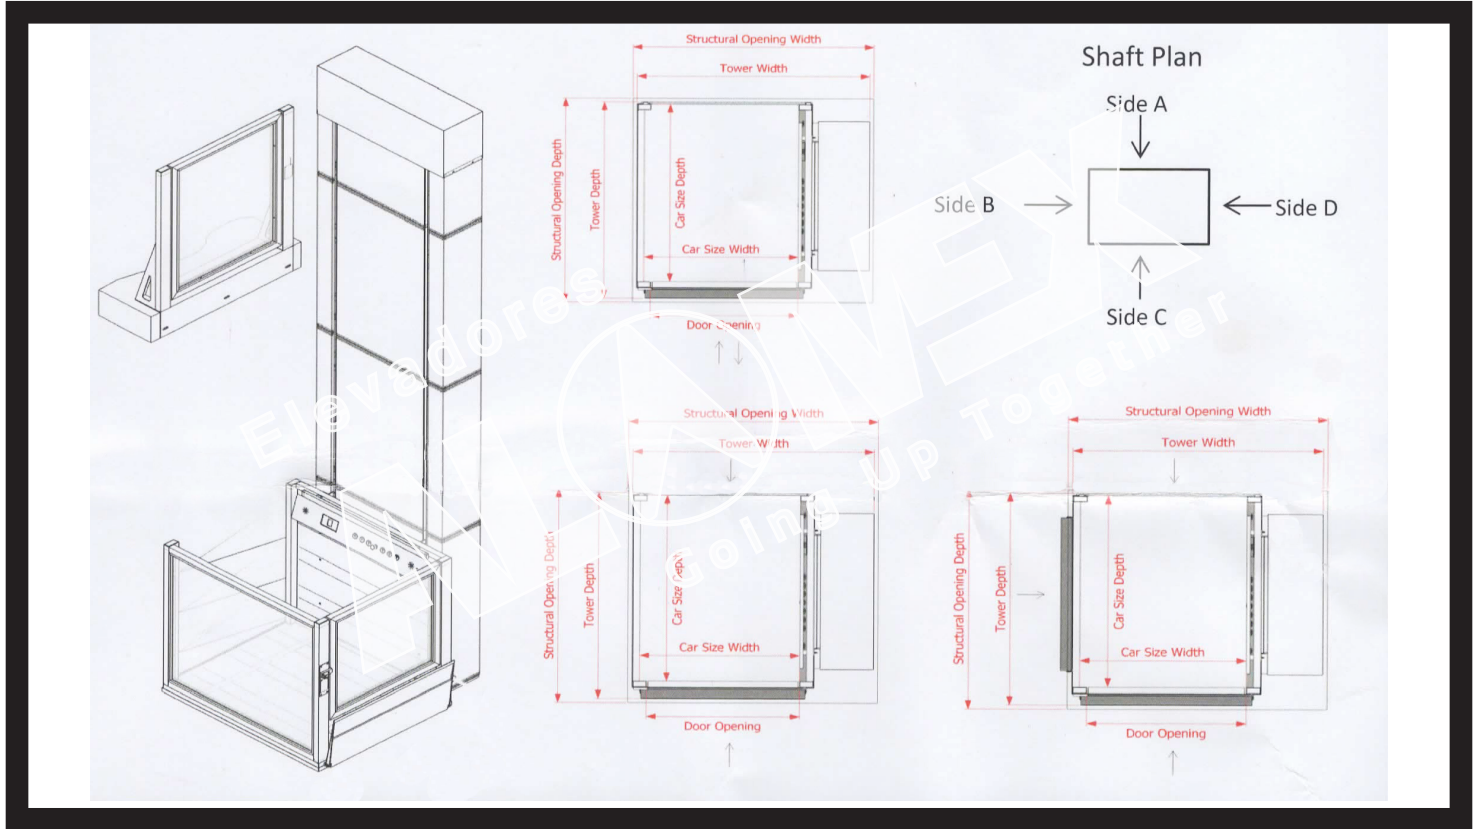 Structural Opening Width
Tower Width
Structural Opening Depth
Tower Depth
Car Size Depth
Car Size Width
Door Opening
Shaft Plan
Side A
Side B
Side D
Side C
Elevadores
ALAMEX
Going Up Together
Structural Opening Width
Tower Width
Structural Opening Depth
Tower Depth
Car Size Depth
Car Size Width
Door Opening
Structural Opening Width
Tower Width
Structural Opening Depth
Tower Depth
Car Size Depth
Car Size Width
Door Opening